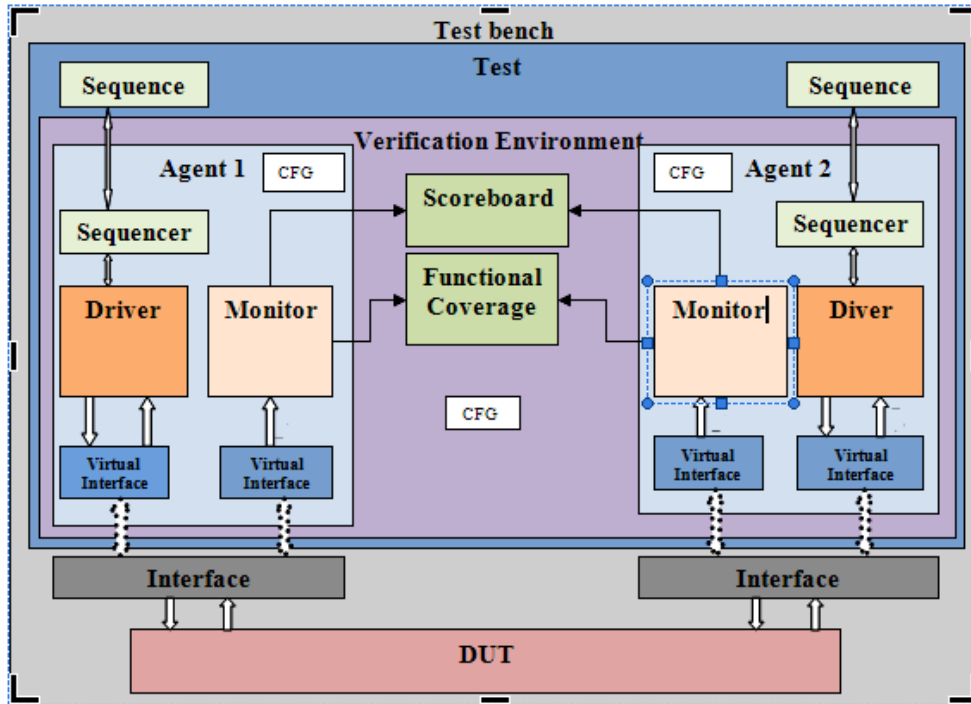 Test bench
Test
Sequence
Sequence
Verification Environment
Agent 1
CFG
CFG
Agent 2
Scoreboard
Sequencer
Sequencer
Functional
Coverage
Driver
Monitor
Monitor
Diver
CFG
Virtual
Interface
Virtual
Interface
Virtual
Interface
Virtual
Interface
Interface
Interface
DUT